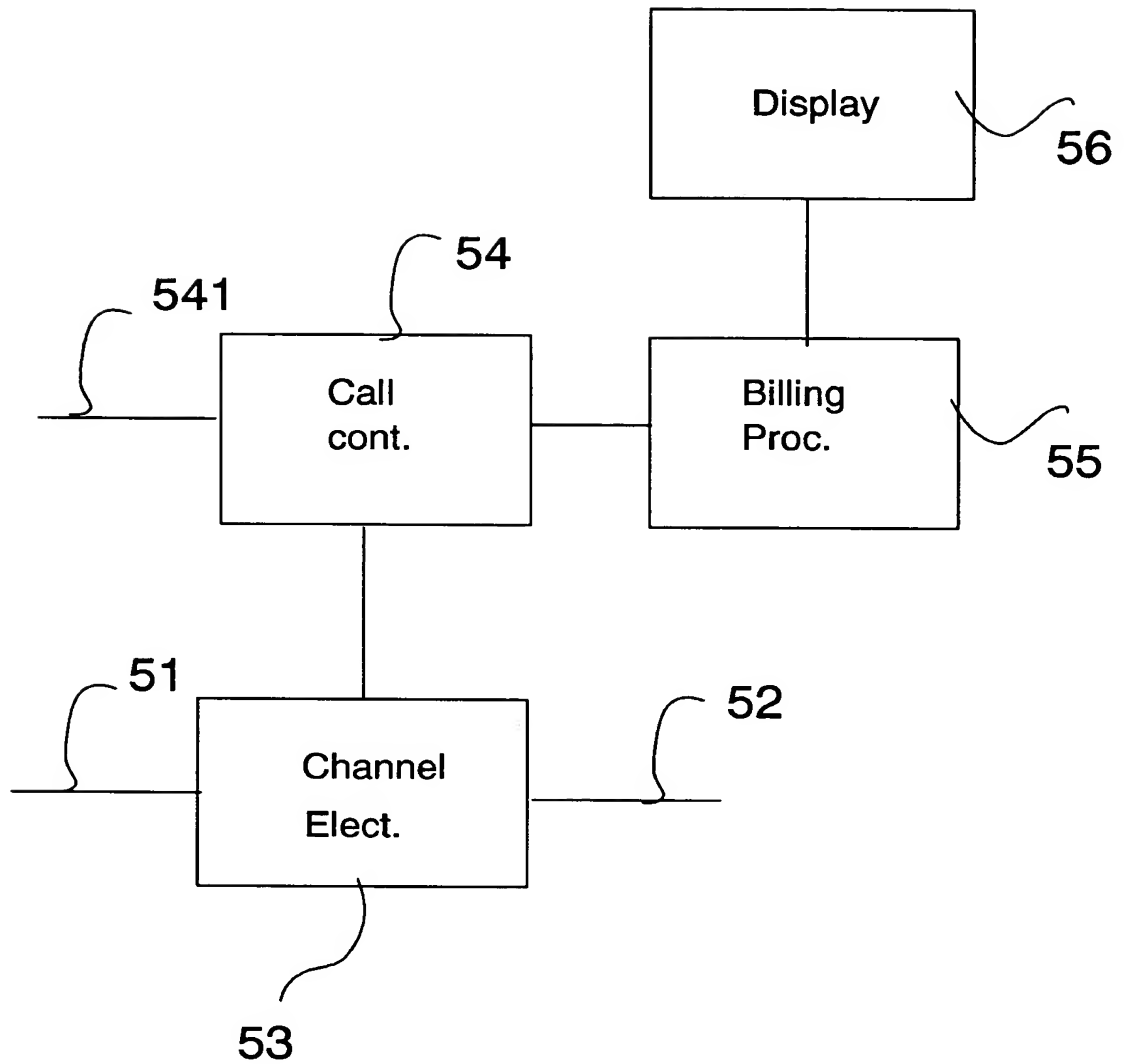 Display
56
54
541
Call
cont.
Billing
Proc.
55
51
52
Channel
Elect.
53